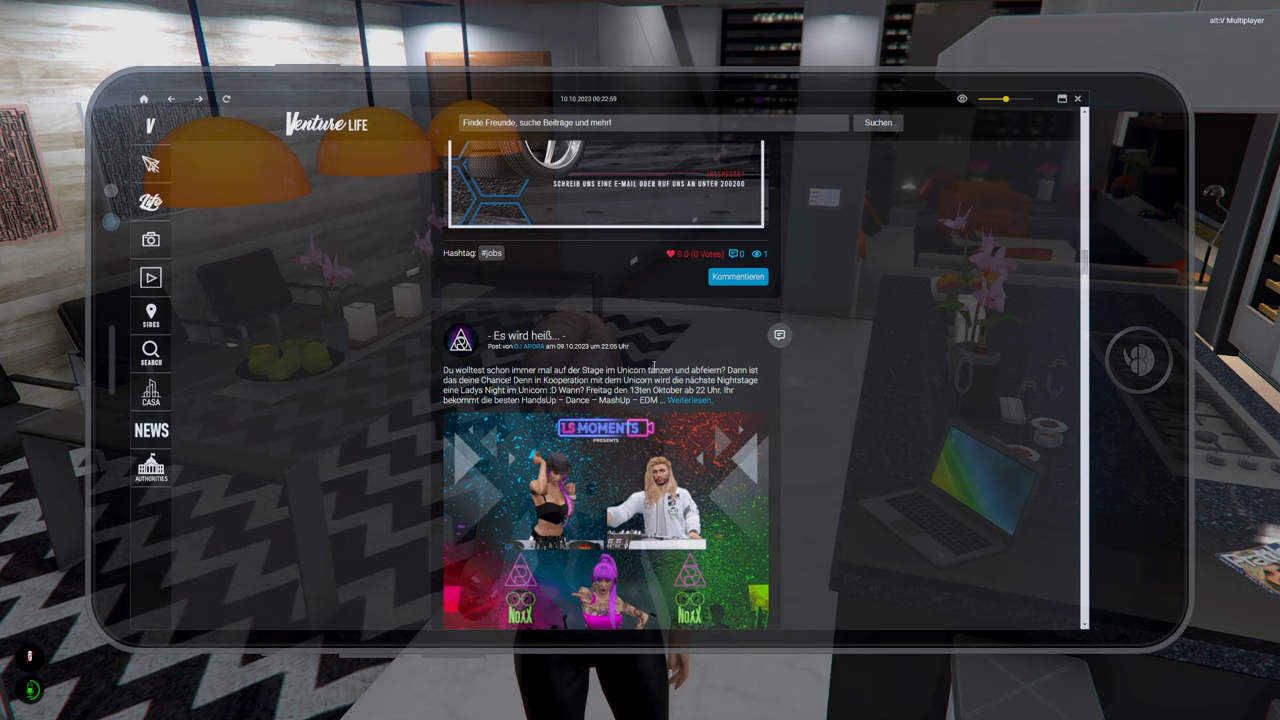 alt:V Multiplayer
10.10.2023 00:22:59
V
Venture LIFE
Finde Freunde, suche Beiträge und mehr!
Suchen
Life
INTERESSE?
SCHREIB UNS EINE E-MAIL ODER RUF UNS AN UNTER 200200
Hashtag: #jobs
0.0 (0 Votes) 0 1
Kommentieren
SIDES
- Es wird heiß... -
Post von DJ ARORA am 09.10.2023 um 22:05 Uhr
SEARCH
Du wolltest schon immer mal auf der Stage im Unicorn tanzen und abfeiern? Dann ist
das deine Chance! Denn in Kooperation mit dem Unicorn wird die nächste Nightstage
eine Ladys Night im Unicorn :D Wann? Freitag den 13ten Oktober ab 22 Uhr. Ihr
bekommt die besten HandsUp – Dance – MashUp – EDM ... Weiterlesen.
CASA
NEWS
LS MOMENTS
PRESENTS
AUTHORITIES
NOXX
NOXX